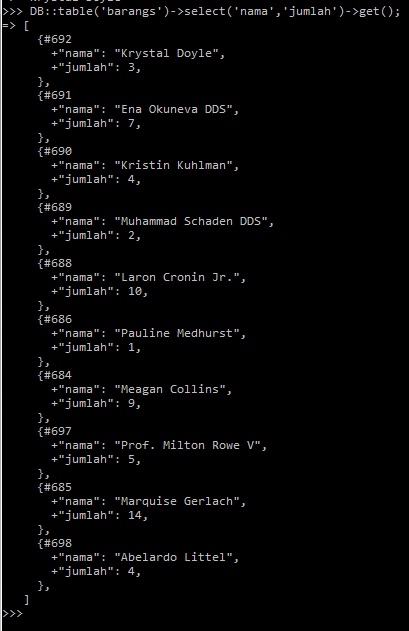 >>> DB::table('barangs')->select('nama','jumlah')->get();
=> [
{#692
+"nama": "Krystal Doyle",
+"jumlah": 3,
},
{#691
+"nama": "Ena Okuneva DDS",
+"jumlah": 7,
},
{#690
+"nama": "Kristin Kuhlman",
+"jumlah": 4,
},
{#689
+"nama": "Muhammad Schaden DDS",
+"jumlah": 2,
},
{#688
+"nama": "Laron Cronin Jr.",
+"jumlah": 10,
},
{#686
+"nama": "Pauline Medhurst",
+"jumlah": 1,
},
{#684
+"nama": "Meagan Collins",
+"jumlah": 9,
},
{#697
+"nama": "Prof. Milton Rowe V",
+"jumlah": 5,
},
{#685
+"nama": "Marquise Gerlach",
+"jumlah": 14,
},
{#698
+"nama": "Abelardo Littel",
+"jumlah": 4,
},
]
>>>